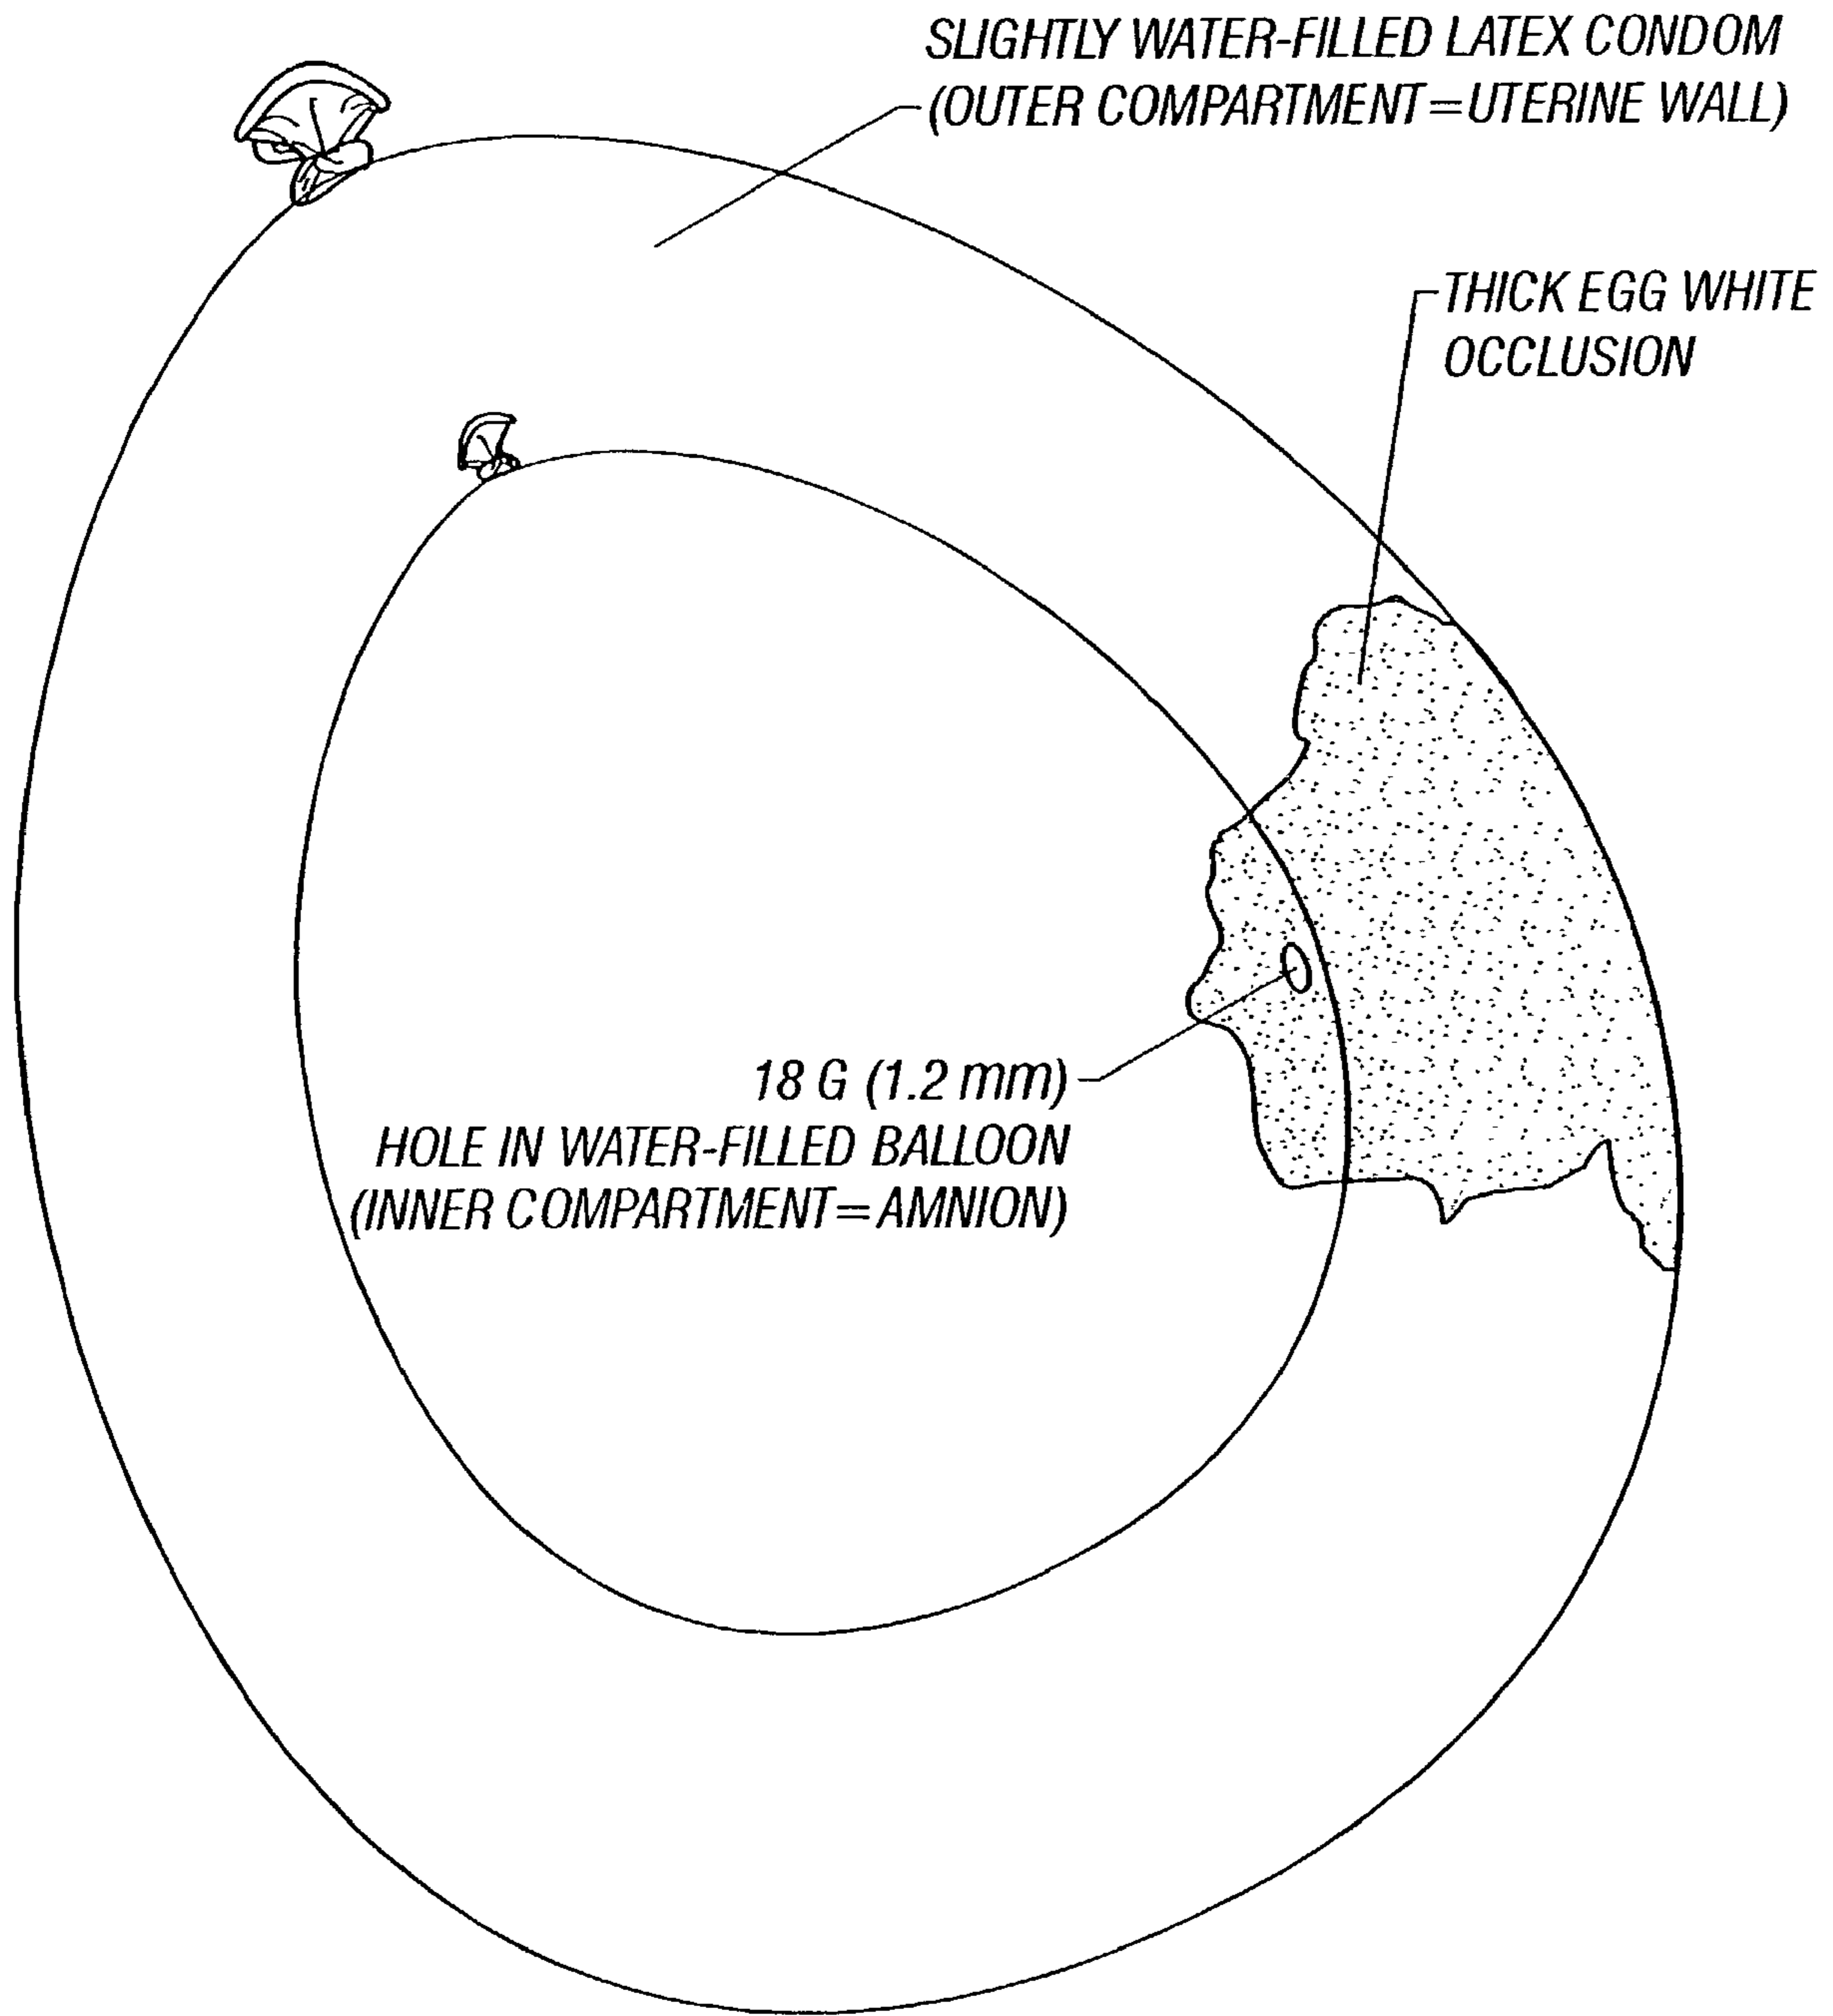 SLIGHTLY WATER-FILLED LATEX CONDOM
(OUTER COMPARTMENT=UTERINE WALL)
THICK EGG WHITE
OCCLUSION
18 G (1.2 mm)
HOLE IN WATER-FILLED BALLOON
(INNER COMPARTMENT=AMNION)